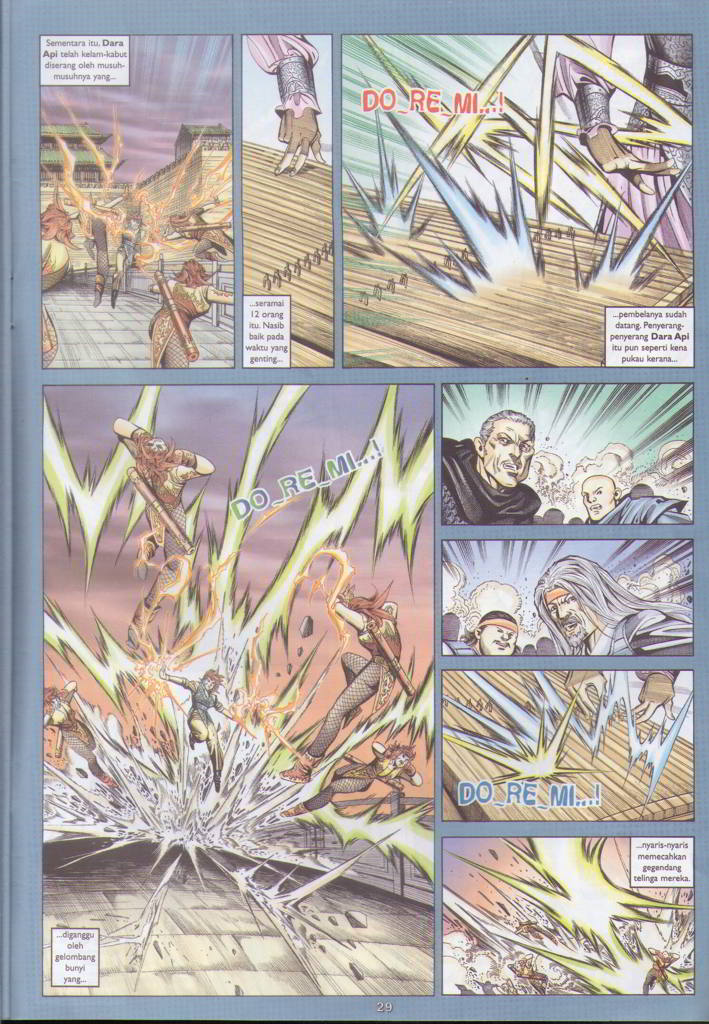 Sementara itu, Dara
Api telah kelam-kabut
diserang oleh musuh-
musuhnya yang...
...seramai
12 orang
itu. Nasib
baik pada
waktu yang
genting...
DO_RE_MI...!
...pembelanya sudah
datang. Penyerang-
penyerang Dara Api
itu pun seperti kena
pukau kerana...
DO_RE_MI...!
...diganggu
oleh
gelombang
bunyi
yang...
DO_RE_MI...!
...nyaris-nyaris
memecahkan
gegendang
telinga mereka.
29